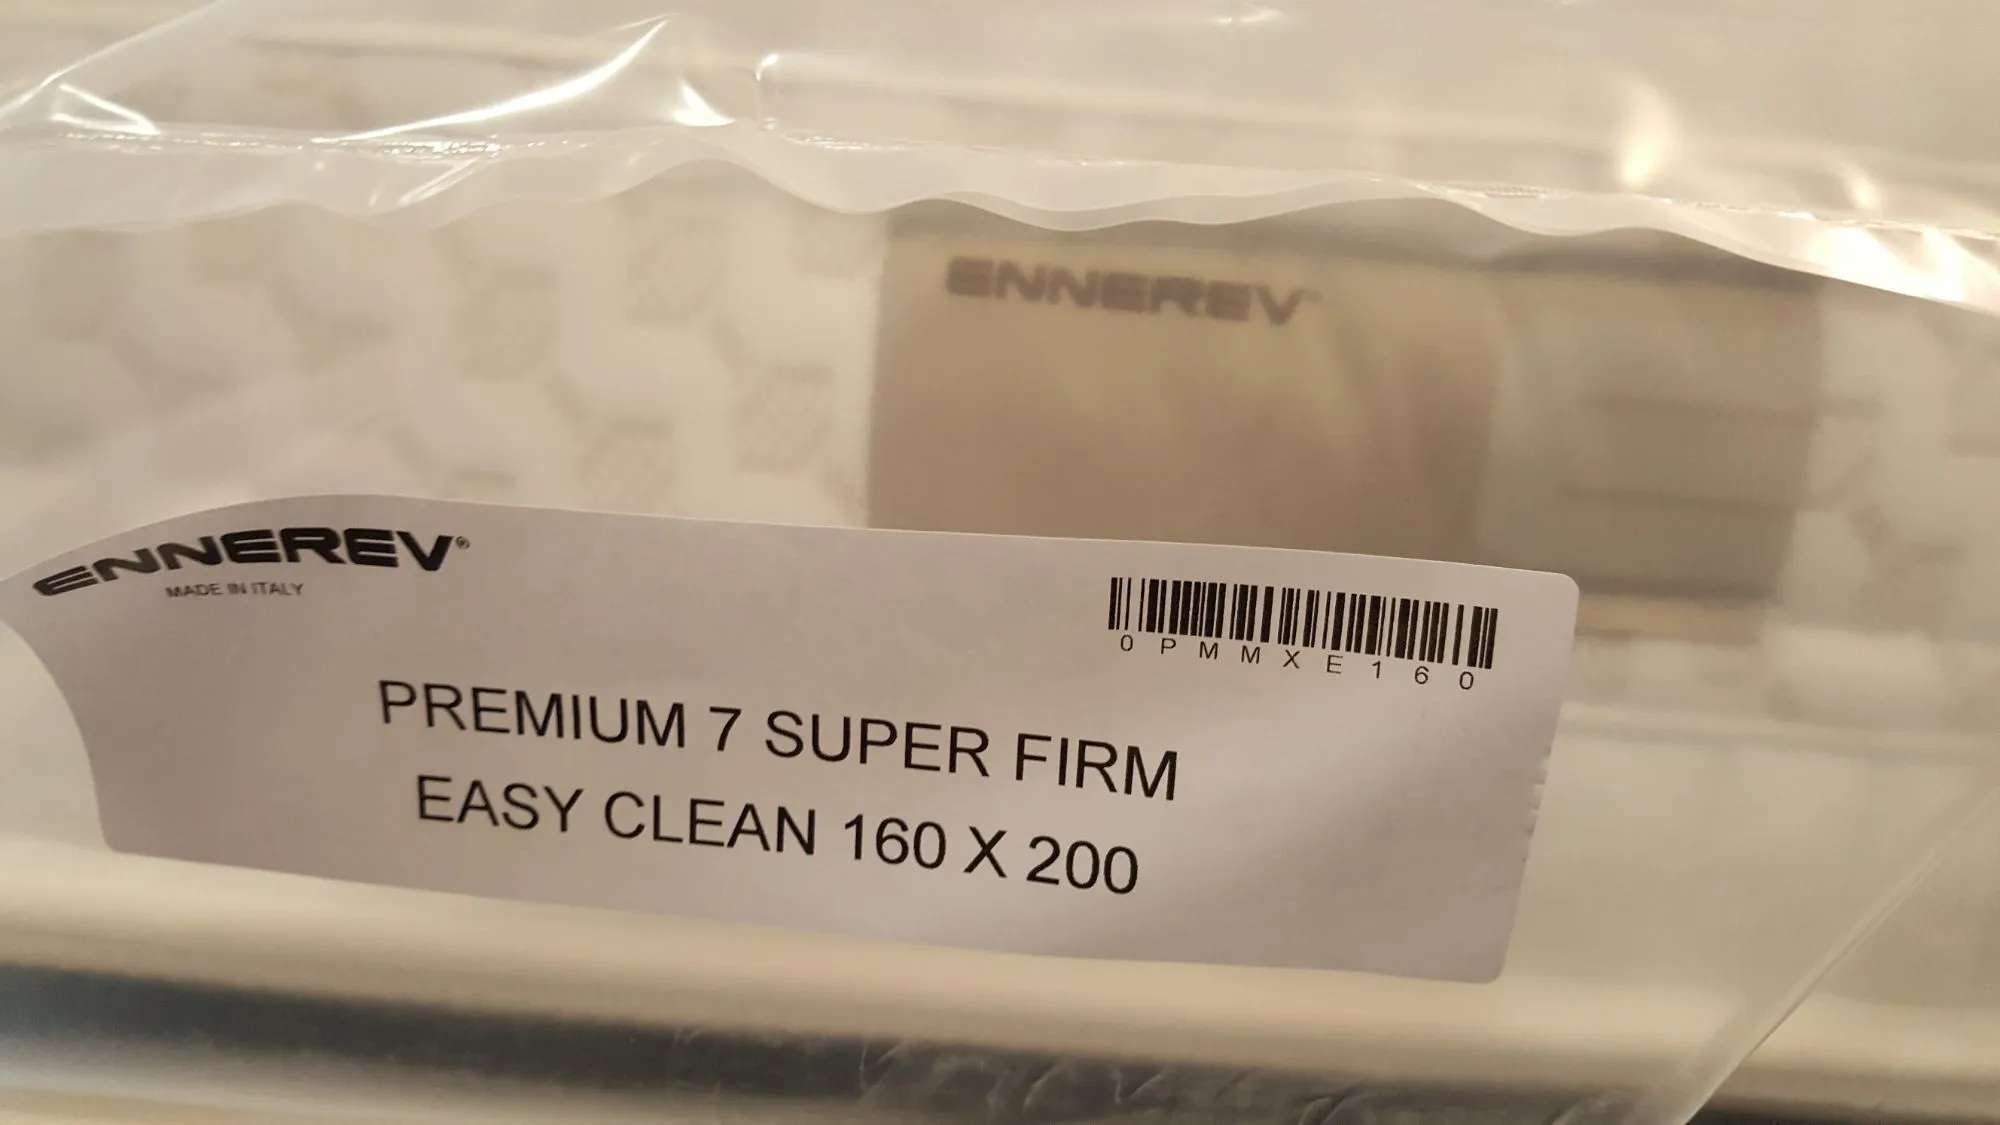 ENNEREV
ENNEREV®
MADE IN ITALY
0PMMXE160
PREMIUM 7 SUPER FIRM
EASY CLEAN 160 X 200